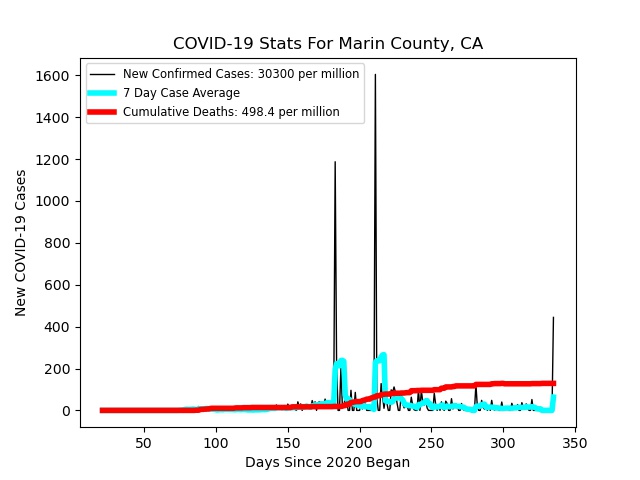 COVID-19 Stats For Marin County, CA
New Confirmed Cases: 30300 per million
7 Day Case Average
Cumulative Deaths: 498.4 per million
New COVID-19 Cases
1600
1400
1200
1000
800
600
400
200
0
50
100
150
200
250
300
350
Days Since 2020 Began